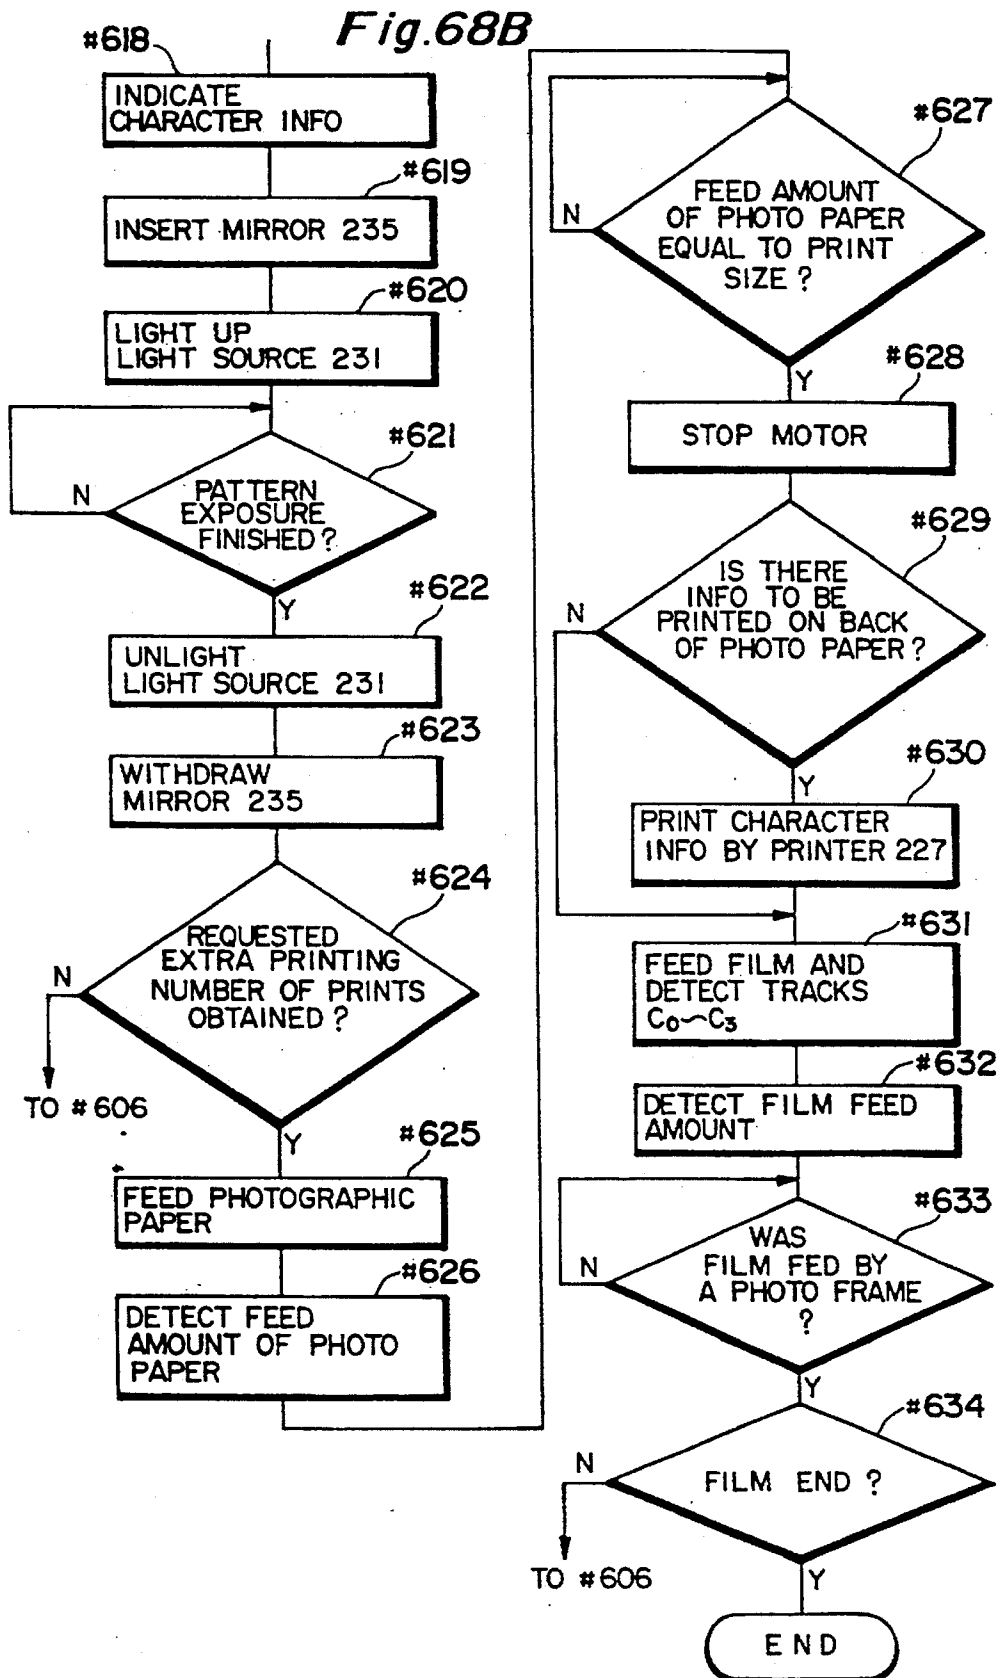 Fig.68B
#618
INDICATE
CHARACTER INFO
#619
INSERT MIRROR 235
#620
LIGHT UP
LIGHT SOURCE 231
#621
PATTERN
EXPOSURE
FINISHED?
N
Y
#622
UNLIGHT
LIGHT SOURCE 231
#623
WITHDRAW
MIRROR 235
#624
REQUESTED
EXTRA PRINTING
NUMBER OF PRINTS
OBTAINED?
N
TO #606
Y
#625
FEED PHOTOGRAPHIC
PAPER
#626
DETECT FEED
AMOUNT OF PHOTO
PAPER
#627
FEED AMOUNT
OF PHOTO PAPER
EQUAL TO PRINT
SIZE?
N
Y
#628
STOP MOTOR
#629
IS THERE
INFO TO BE
PRINTED ON BACK
OF PHOTO PAPER?
N
Y
#630
PRINT CHARACTER
INFO BY PRINTER 227
#631
FEED FILM AND
DETECT TRACKS
C₀~C₃
#632
DETECT FILM FEED
AMOUNT
#633
WAS
FILM FED BY
A PHOTO FRAME
?
N
Y
#634
FILM END?
N
TO #606
Y
END